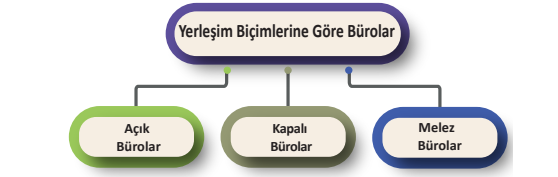 Yerleşim Biçimlerine Göre Bürolar
Açık
Bürolar
Kapalı
Bürolar
Melez
Bürolar